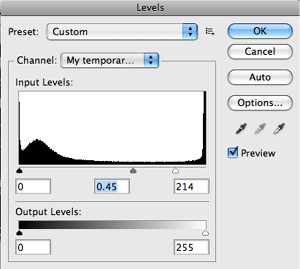 Levels
Preset: Custom
OK
Cancel
Channel: My temporar...
Auto
Input Levels:
Options...
Preview
0 0.45 214
Output Levels:
0 255